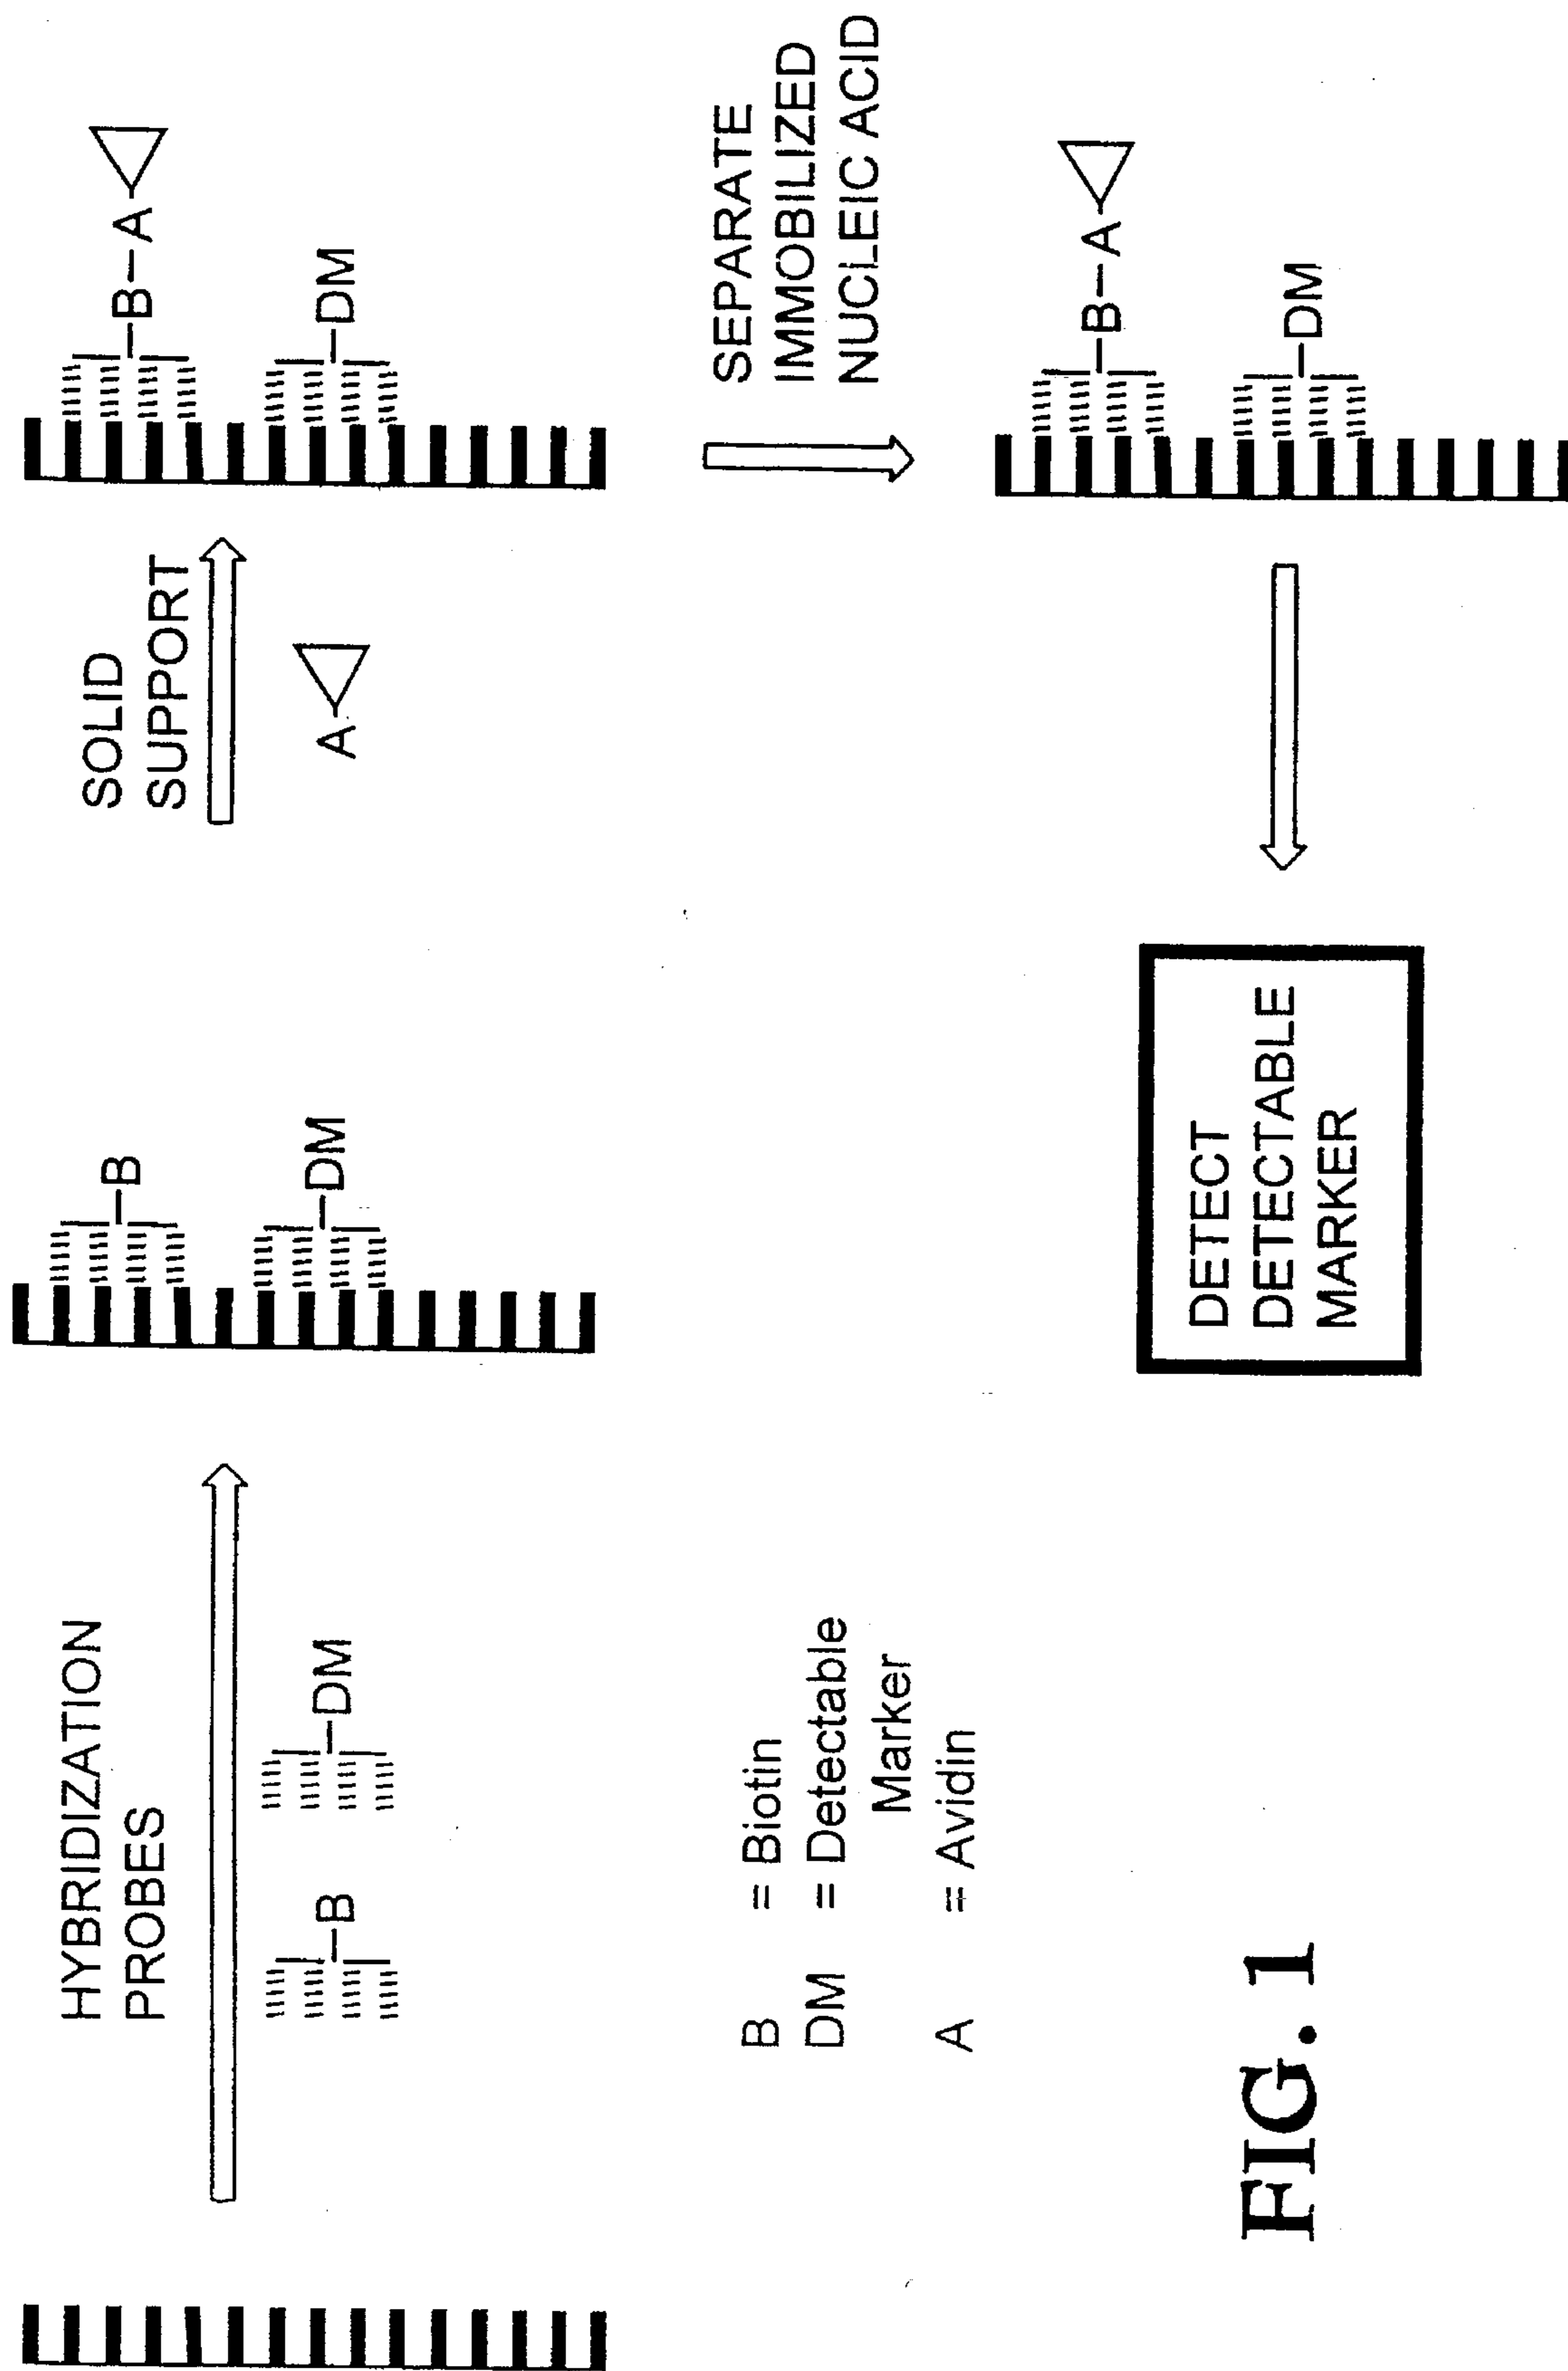 HYBRIDIZATION
PROBES
B
DM
B
DM
SOLID
SUPPORT
A
B-A
DM
SEPARATE
IMMOBILIZED
NUCLEIC ACID
B-A
DM
DETECT
DETECTABLE
MARKER
B = Biotin
DM = Detectable
Marker
A = Avidin
FIG. 1